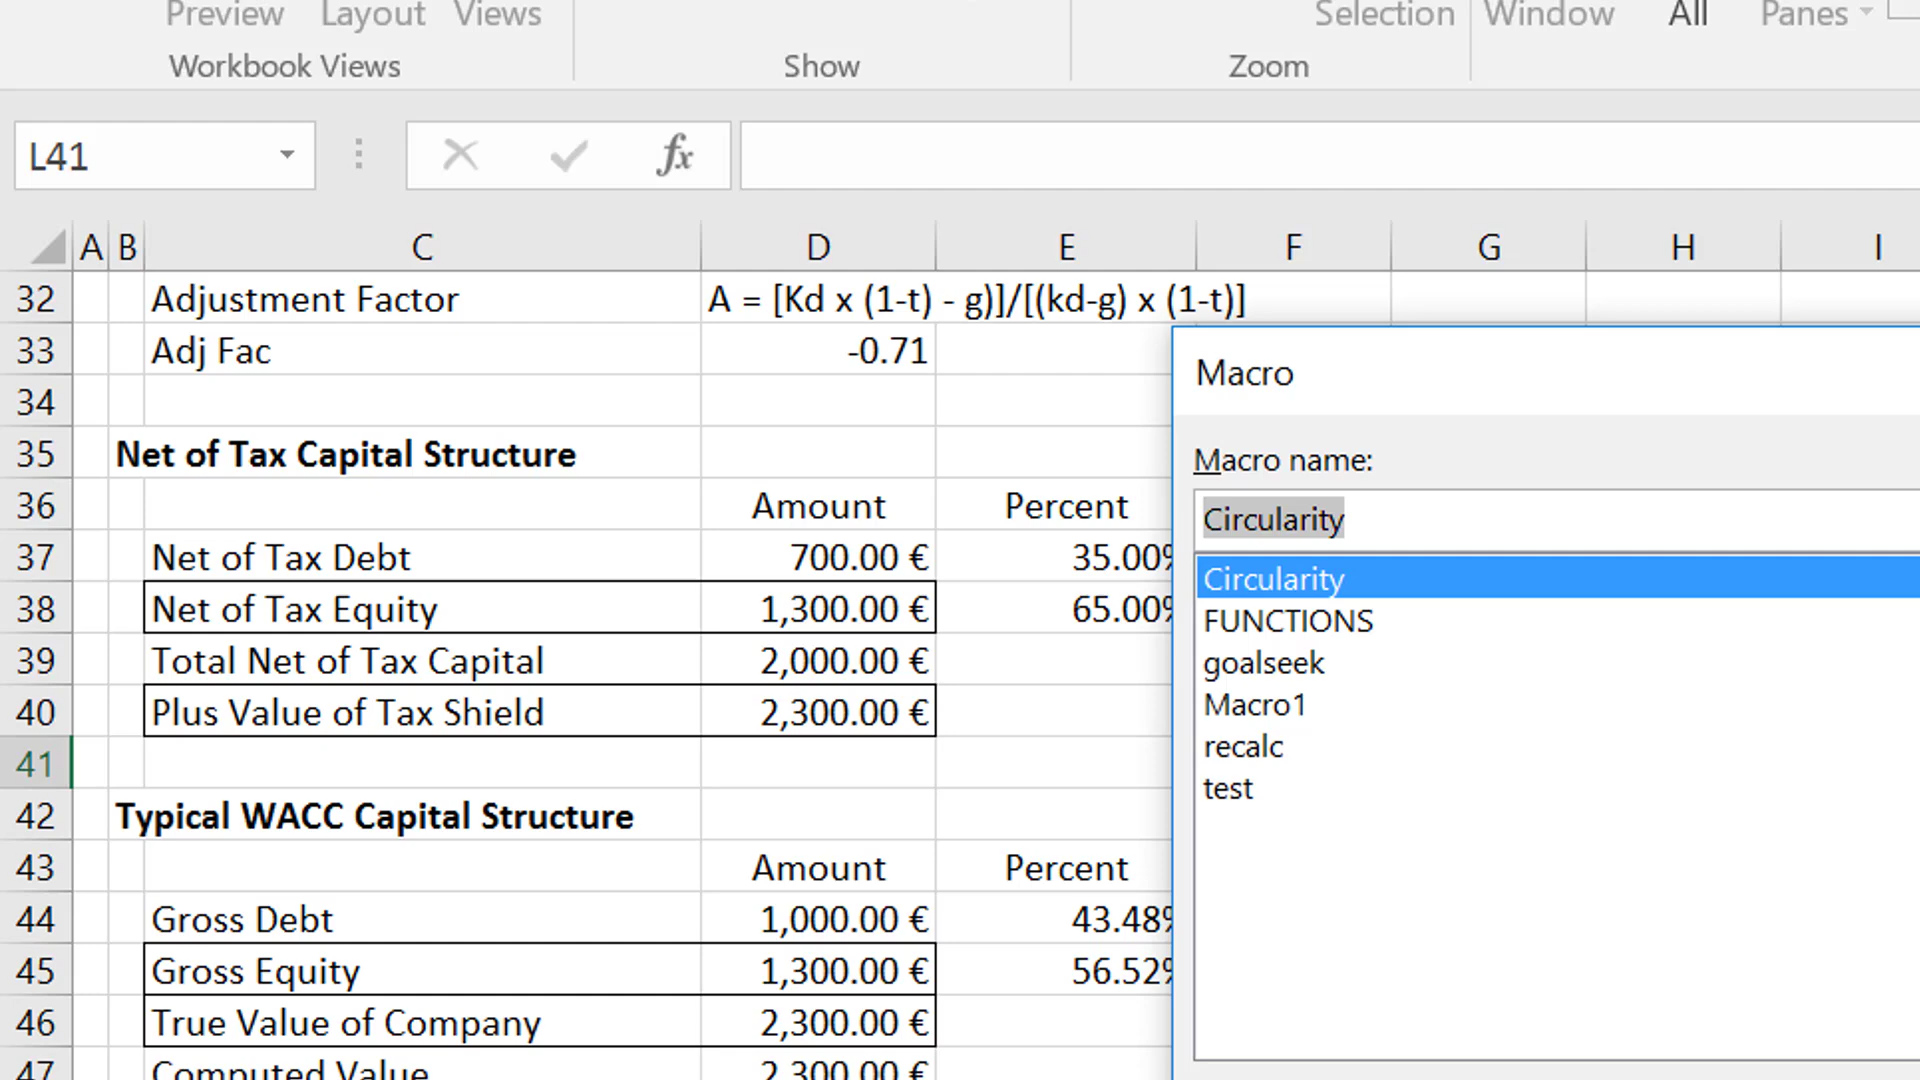 Preview Layout Views Selection Window All Panes
Workbook Views Show Zoom
L41 fx
A B C D E F G H I
32 Adjustment Factor A = [Kd x (1-t) - g)]/[(kd-g) x (1-t)]
33 Adj Fac -0.71
34
35 Net of Tax Capital Structure
36 Amount Percent
37 Net of Tax Debt 700.00 € 35.00%
38 Net of Tax Equity 1,300.00 € 65.00%
39 Total Net of Tax Capital 2,000.00 €
40 Plus Value of Tax Shield 2,300.00 €
41
42 Typical WACC Capital Structure
43 Amount Percent
44 Gross Debt 1,000.00 € 43.48%
45 Gross Equity 1,300.00 € 56.52%
46 True Value of Company 2,300.00 €
47 Computed Value 2,300.00 €
Macro
Macro name:
Circularity
Circularity
FUNCTIONS
goalseek
Macro1
recalc
test